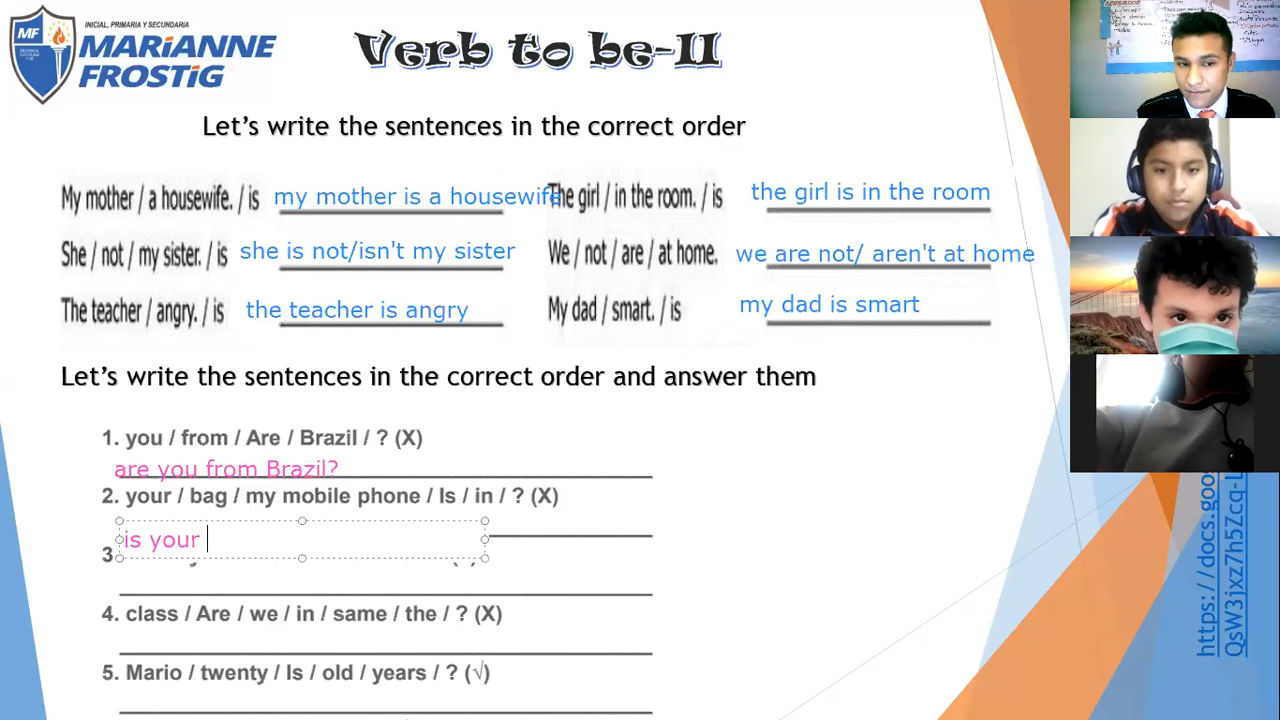 MF
INICIAL, PRIMARIA Y SECUNDARIA
MARiANNE
FROSTiG
Verb to be-II
Let's write the sentences in the correct order
My mother / a housewife. / is my mother is a housewife
The girl / in the room. / is the girl is in the room
She / not / my sister. / is she is not/isn't my sister
We / not / are / at home. we are not/ aren't at home
The teacher / angry. / is the teacher is angry
My dad / smart. / is my dad is smart
Let's write the sentences in the correct order and answer them
1. you / from / Are / Brazil / ? (X)
are you from Brazil?
2. your / bag / my mobile phone / Is / in / ? (X)
is your
3
4. class / Are / we / in / same / the / ? (X)
5. Mario / twenty / Is / old / years / ? (√)
https://docs.goo
QsW3jxz7h5Zcq-L